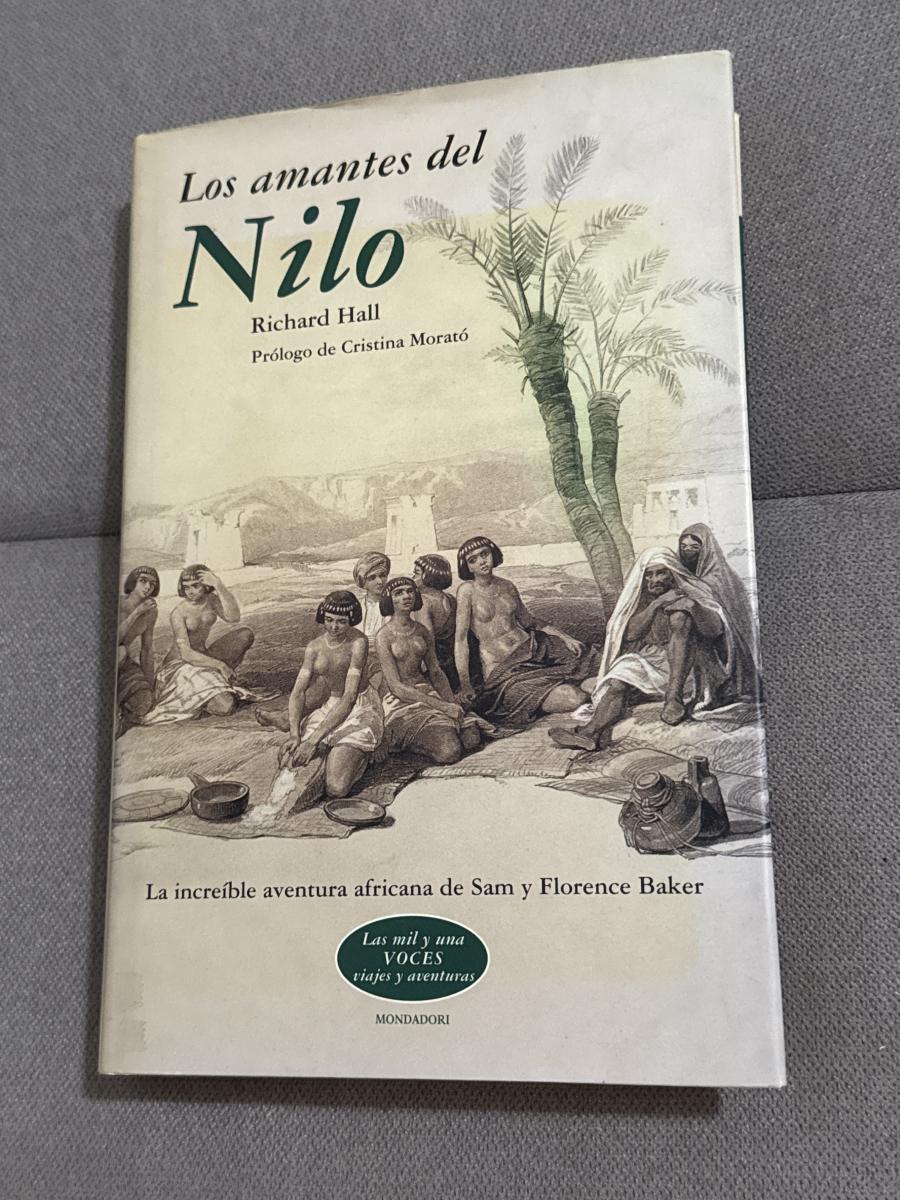 Los amantes del
Nilo
Richard Hall
Prólogo de Cristina Morató
La increíble aventura africana de Sam y Florence Baker
Las mil y una
VOCES
viajes y aventuras
MONDADORI